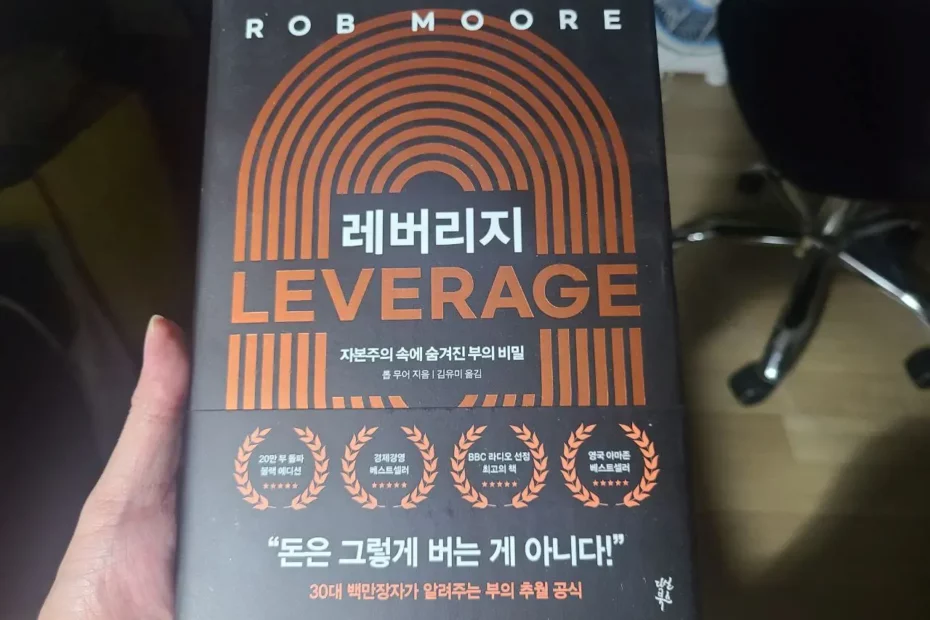 ROB MOORE
레버리지
LEVERAGE
자본주의 속에 숨겨진 부의 비밀
롭 무어 지음 | 김유미 옮김
20만 부 돌파
블랙 에디션
경제경영
베스트셀러
BBC 라디오 선정
최고의 책
영국 아마존
베스트셀러
“돈은 그렇게 버는 게 아니다!”
30대 백만장자가 알려주는 부의 추월 공식
다산
북스